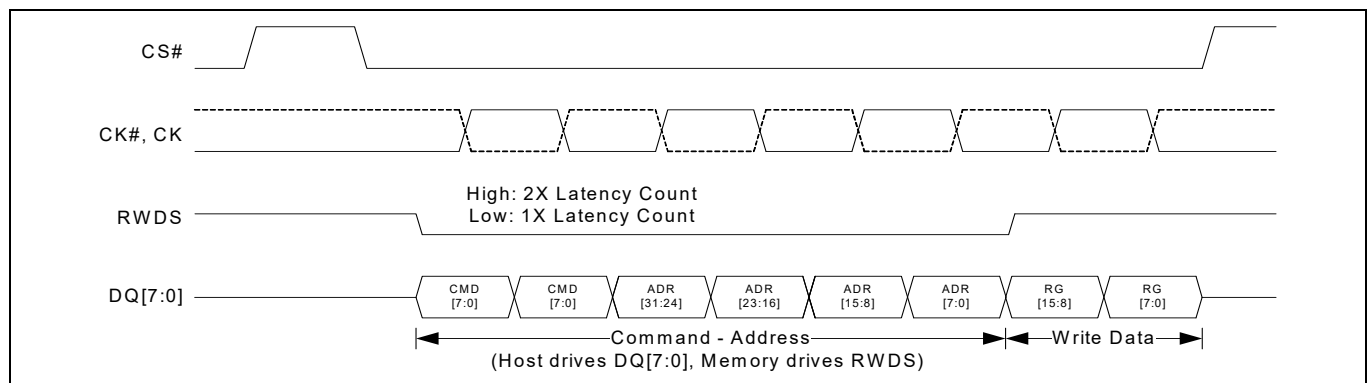 CS#
CK#, CK
High: 2X Latency Count
Low: 1X Latency Count
RWDS
DQ[7:0]
CMD [7:0]
CMD [7:0]
ADR [31:24]
ADR [23:16]
ADR [15:8]
ADR [7:0]
RG [15:8]
RG [7:0]
Command - Address
Write Data
(Host drives DQ[7:0], Memory drives RWDS)